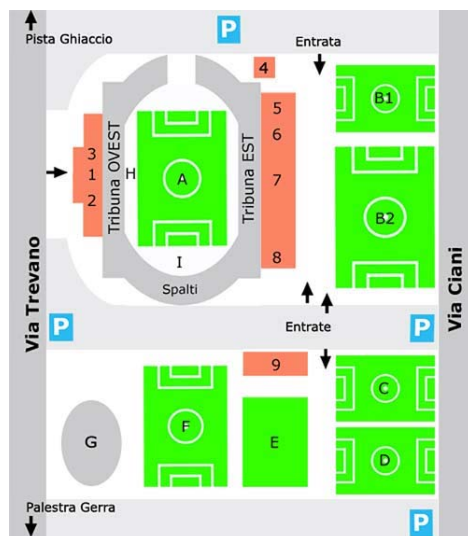 Pista Ghiaccio
P
Entrata
4
B1
5
6
3
1
2
Tribuna OVEST
H
A
Tribuna EST
7
B2
8
I
Spalti
Via Trevano
Via Ciani
P
Entrate
P
9
C
F
E
G
D
Palestra Gerra
P